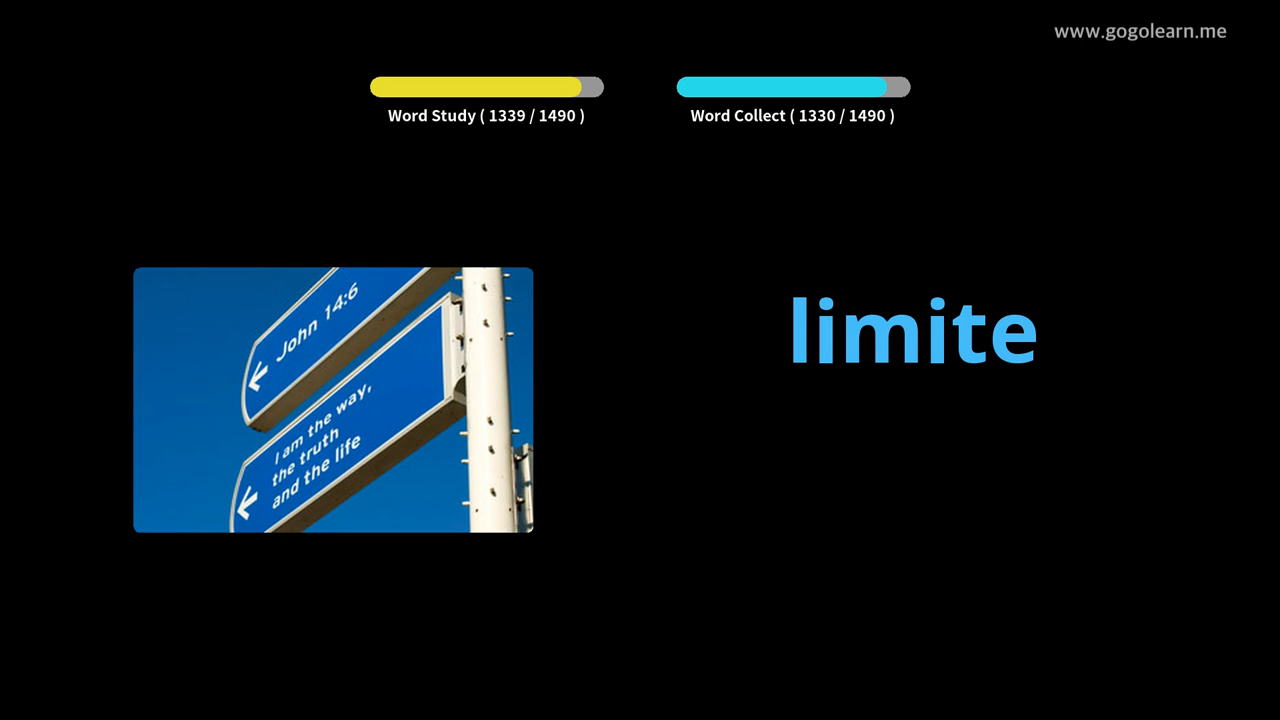 www.gogolearn.me
Word Study ( 1339 / 1490 )
Word Collect ( 1330 / 1490 )
John 14:6
I am the way,
the truth
and the life
limite